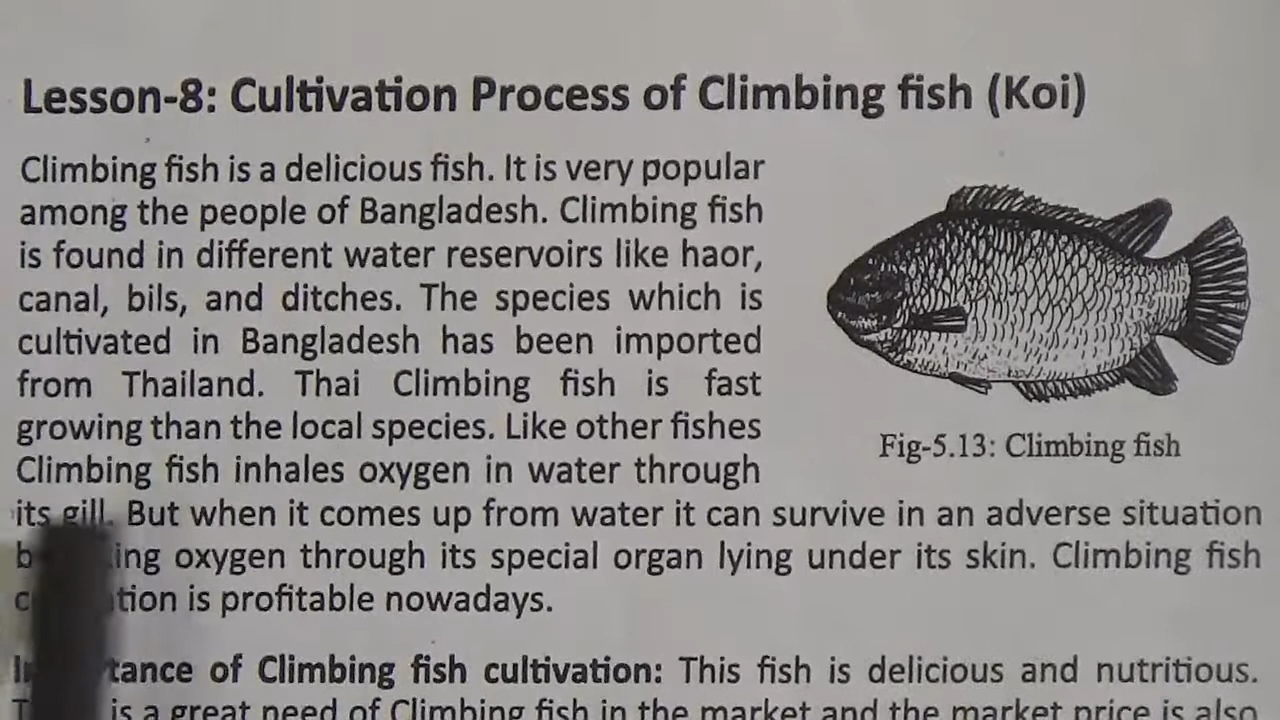 Lesson-8: Cultivation Process of Climbing fish (Koi)
Climbing fish is a delicious fish. It is very popular
among the people of Bangladesh. Climbing fish
is found in different water reservoirs like haor,
canal, bils, and ditches. The species which is
cultivated in Bangladesh has been imported
from Thailand. Thai Climbing fish is fast
growing than the local species. Like other fishes
Climbing fish inhales oxygen in water through
its gill. But when it comes up from water it can survive in an adverse situation
oxygen through its special organ lying under its skin. Climbing fish
is profitable nowadays.
Fig-5.13: Climbing fish
of Climbing fish cultivation: This fish is delicious and nutritious.
is a great need of Climbing fish in the market and the market price is also